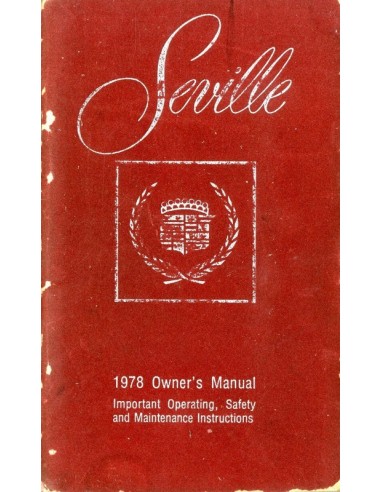 Seville
1978 Owner's Manual
Important Operating, Safety
and Maintenance Instructions